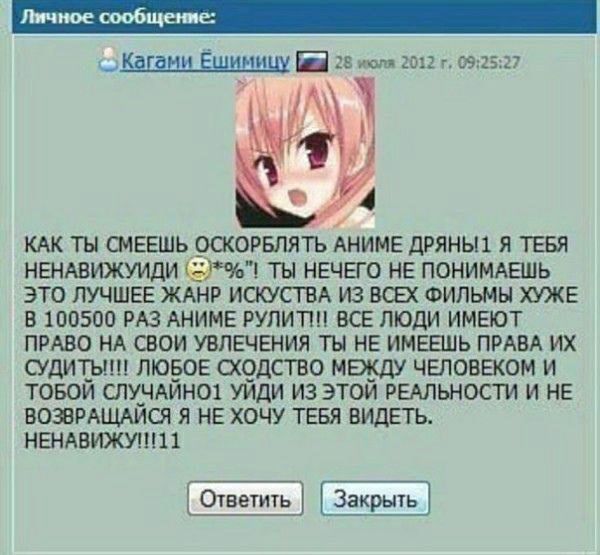 Личное сообщение:
Кагами Ёшимицу 28 июля 2012 г. 09:25:27
КАК ТЫ СМЕЕШЬ ОСКОРБЛЯТЬ АНИМЕ ДРЯНЫ1 Я ТЕБЯ
НЕНАВИЖУИДИ *%"! ТЫ НЕЧЕГО НЕ ПОНИМАЕШЬ
ЭТО ЛУЧШЕЕ ЖАНР ИСКУСТВА ИЗ ВСЕХ ФИЛЬМЫ ХУЖЕ
В 100500 РАЗ АНИМЕ РУЛИТ!!! ВСЕ ЛЮДИ ИМЕЮТ
ПРАВО НА СВОИ УВЛЕЧЕНИЯ ТЫ НЕ ИМЕЕШЬ ПРАВА ИХ
СУДИТЬ!!!! ЛЮБОЕ СХОДСТВО МЕЖДУ ЧЕЛОВЕКОМ И
ТОБОЙ СЛУЧАЙНО1 УЙДИ ИЗ ЭТОЙ РЕАЛЬНОСТИ И НЕ
ВОЗВРАЩАЙСЯ Я НЕ ХОЧУ ТЕБЯ ВИДЕТЬ.
НЕНАВИЖУ!!!11
Ответить Закрыть